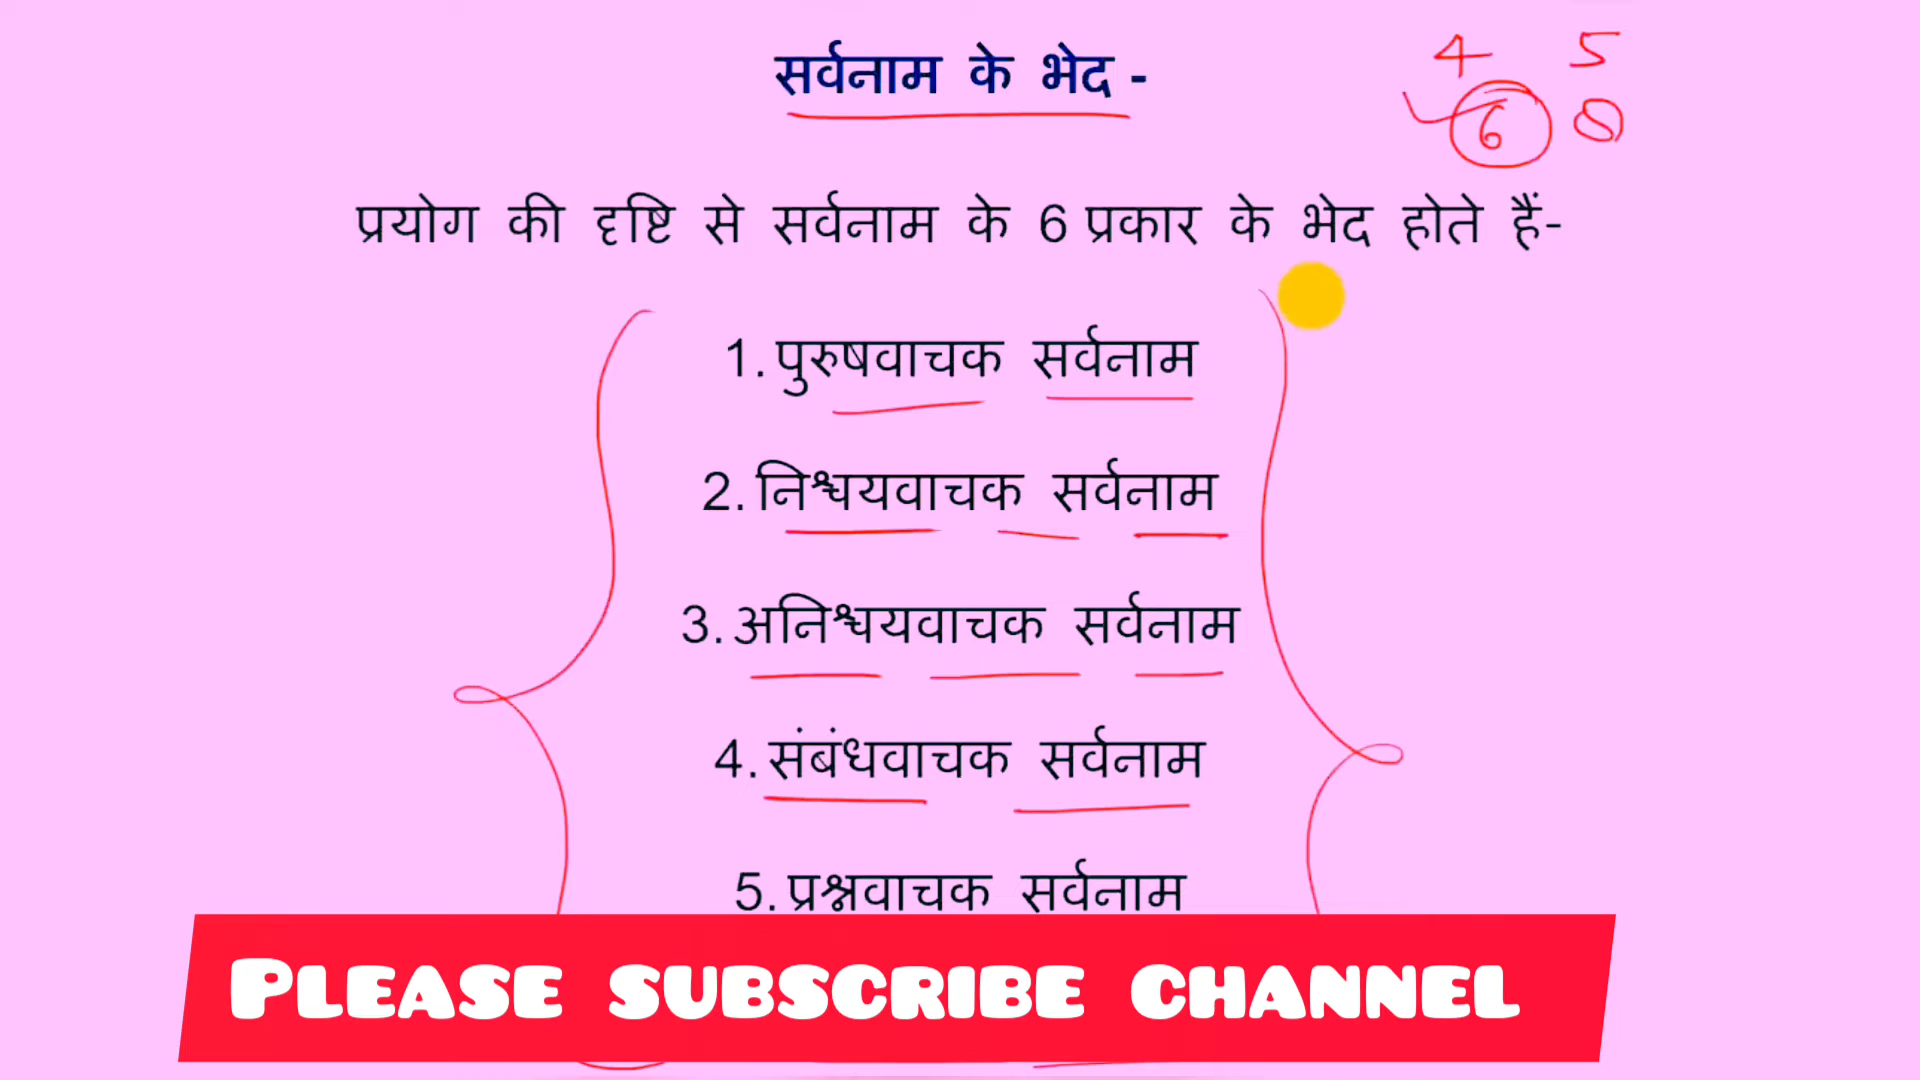 सर्वनाम के भेद -
4 5
6 8
प्रयोग की दृष्टि से सर्वनाम के 6 प्रकार के भेद होते हैं-
1. पुरुषवाचक सर्वनाम
2. निश्चयवाचक सर्वनाम
3. अनिश्चयवाचक सर्वनाम
4. संबंधवाचक सर्वनाम
5. प्रश्नवाचक सर्वनाम
PLEASE SUBSCRIBE CHANNEL